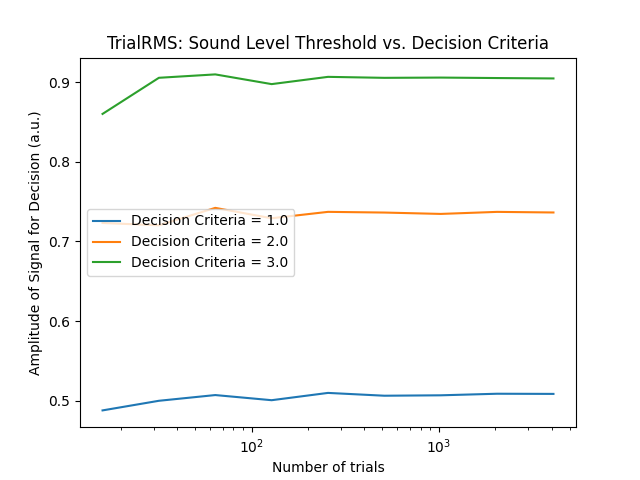 TrialRMS: Sound Level Threshold vs. Decision Criteria
Amplitude of Signal for Decision (a.u.)
0.9
0.8
0.7
0.6
0.5
Decision Criteria = 1.0
Decision Criteria = 2.0
Decision Criteria = 3.0
10²
10³
Number of trials